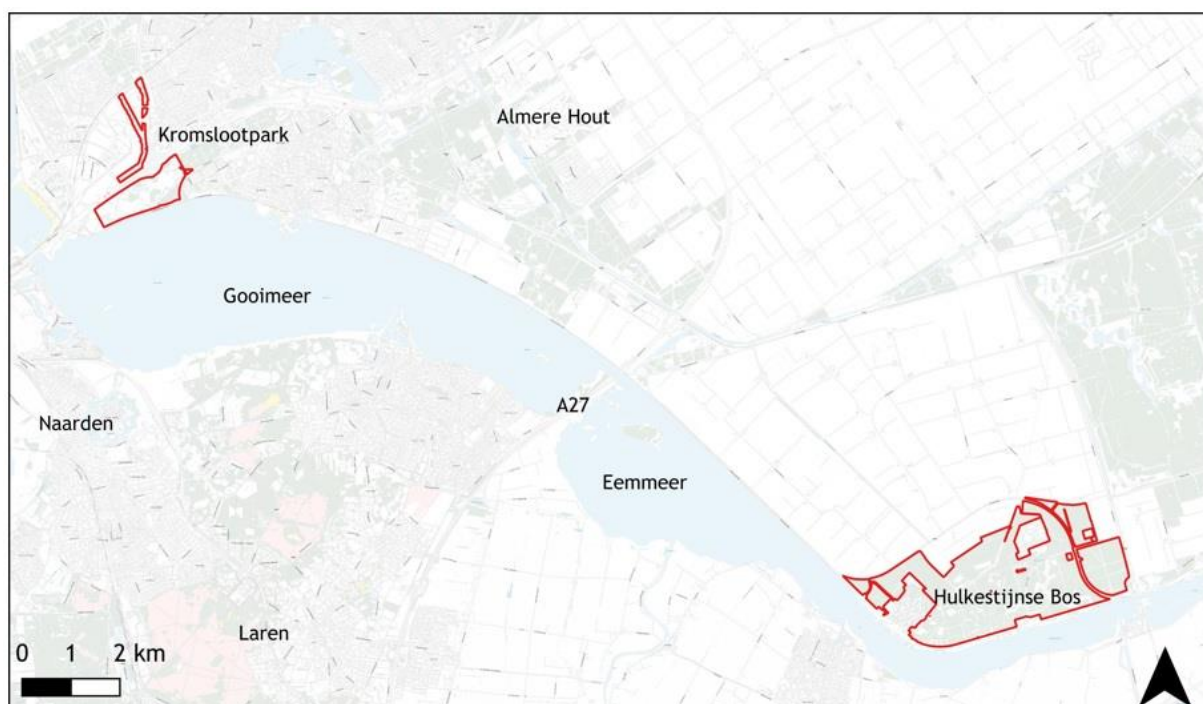 Almere Hout
Kromslootpark
Gooimeer
A27
Naarden
Eemmeer
Hulkestijnse Bos
Laren
0 1 2 km